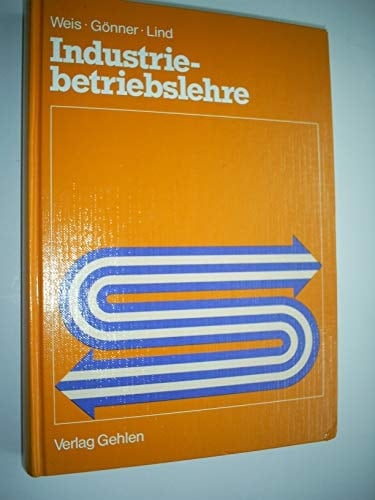 Weis · Gönner · Lind
Industrie-
betriebslehre
Verlag Gehlen